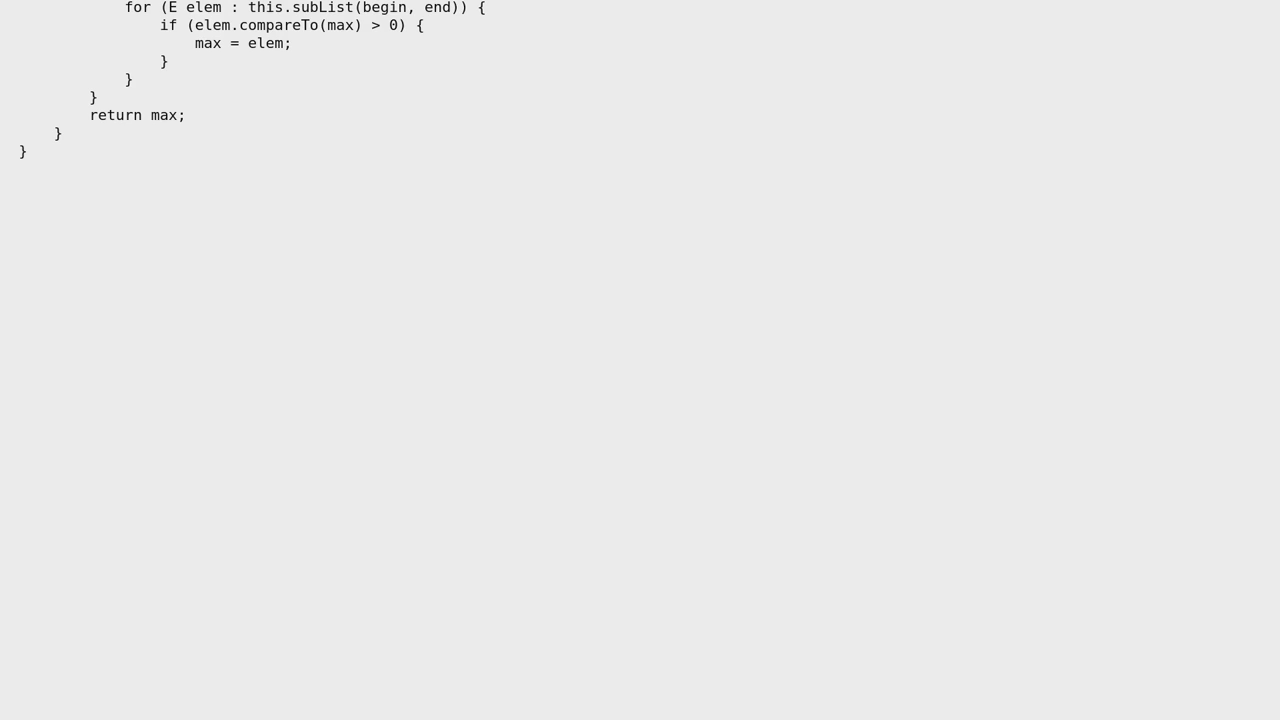 for (E elem : this.subList(begin, end)) {
                if (elem.compareTo(max) > 0) {
                    max = elem;
                }
            }
        }
        return max;
    }
}